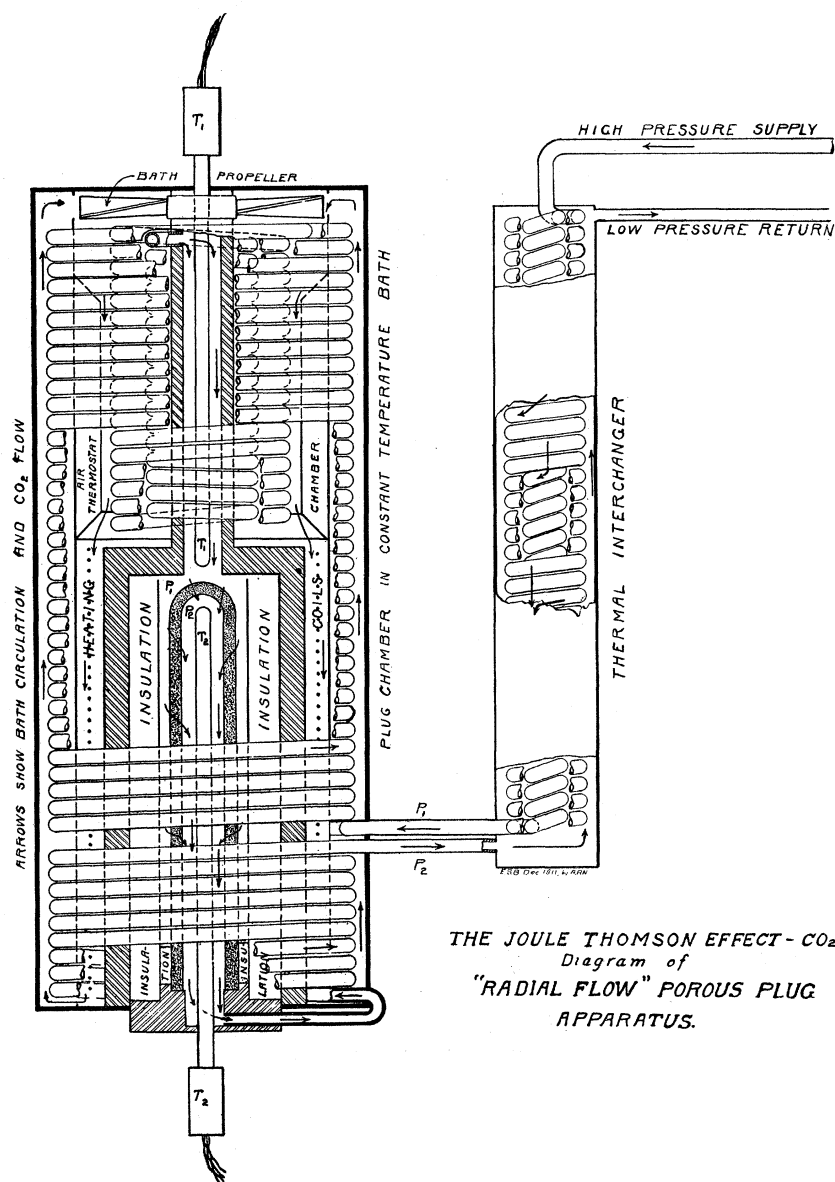 T₁
BATH PROPELLER
HIGH PRESSURE SUPPLY
LOW PRESSURE RETURN
ARROWS SHOW BATH CIRCULATION AND CO₂ FLOW
AIR THERMOSTAT
CHAMBER
PLUG CHAMBER IN CONSTANT TEMPERATURE BATH
THERMAL INTERCHANGER
T₁
HEATING
COILS
P₁
P₂
T₂
INSULATION
INSULATION
P₁
P₂
INSULA-
TION
INSU-
LATION
T₂
THE JOULE THOMSON EFFECT - CO₂
Diagram of
"RADIAL FLOW" POROUS PLUG
APPARATUS.